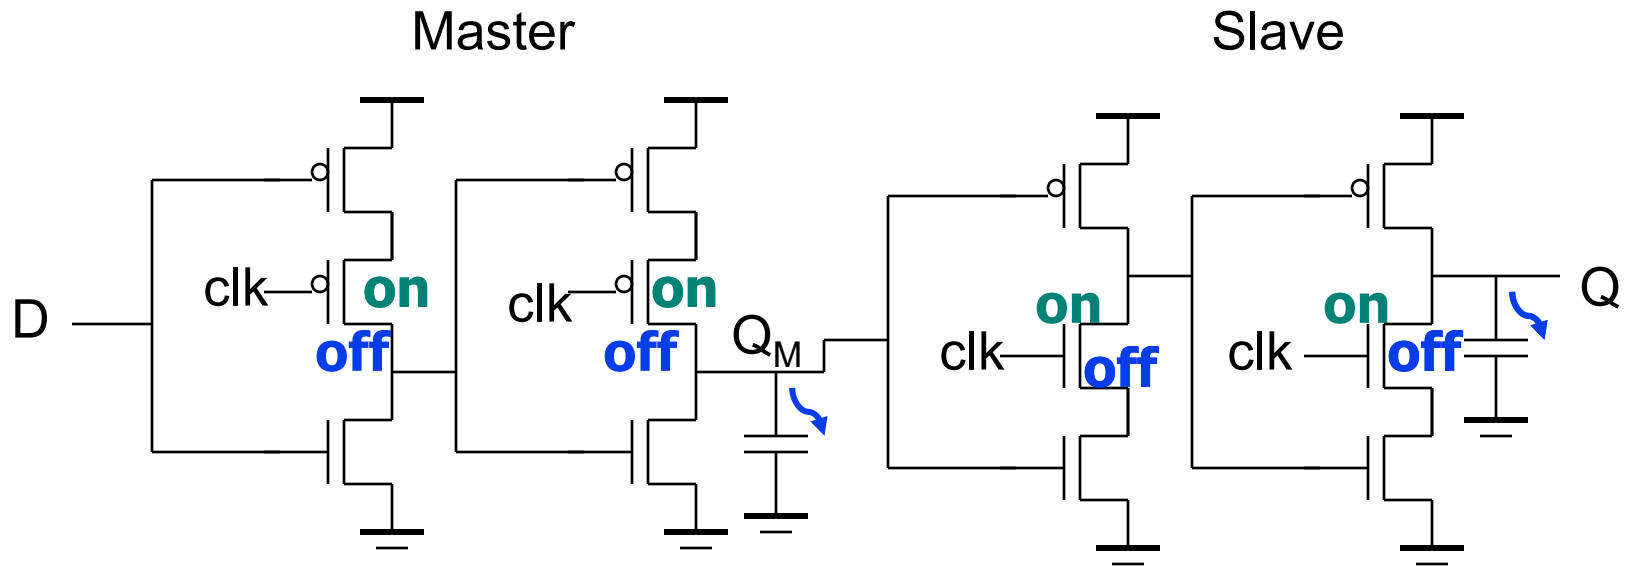 Master
Slave
D
clk
on
off
clk
on
off
Q_M
clk
on
off
clk
on
off
Q